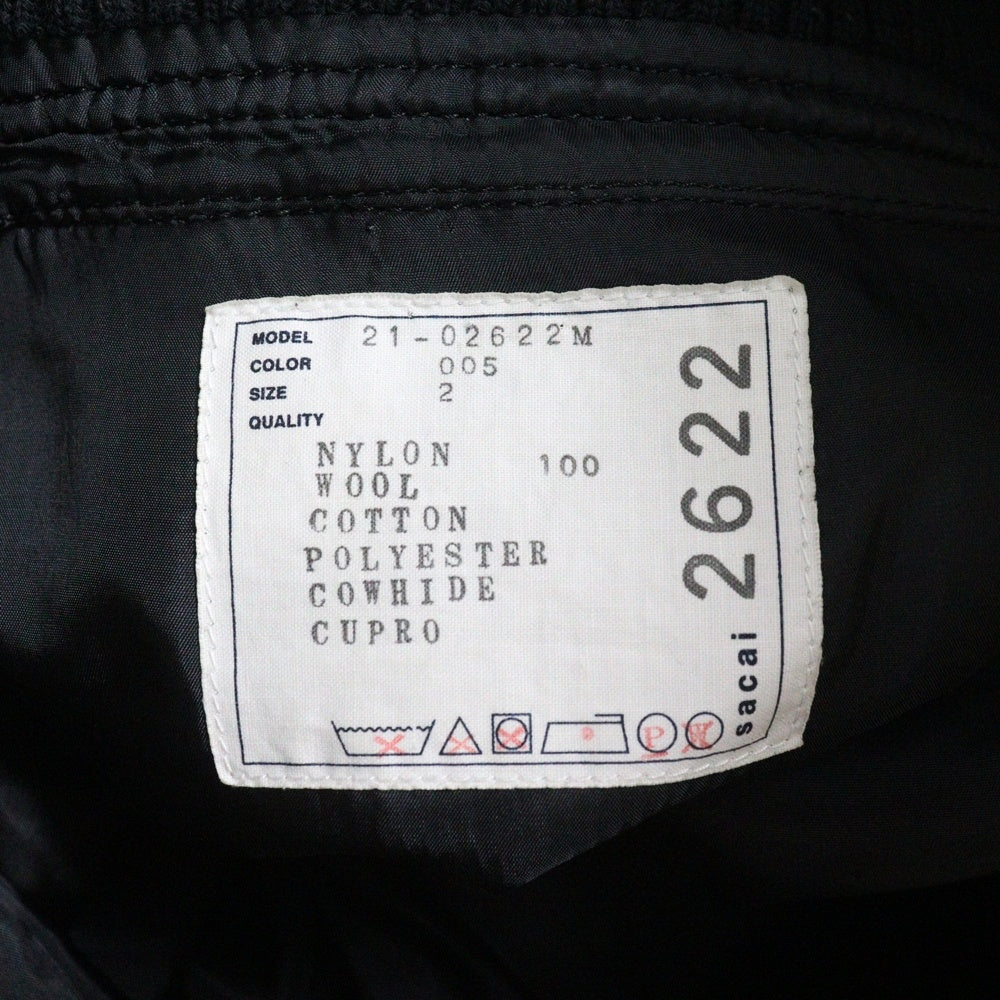 MODEL 21-02622M
COLOR 005
SIZE 2
QUALITY
NYLON 100
WOOL
COTTON
POLYESTER
COWHIDE
CUPRO
P W
sacai 2622